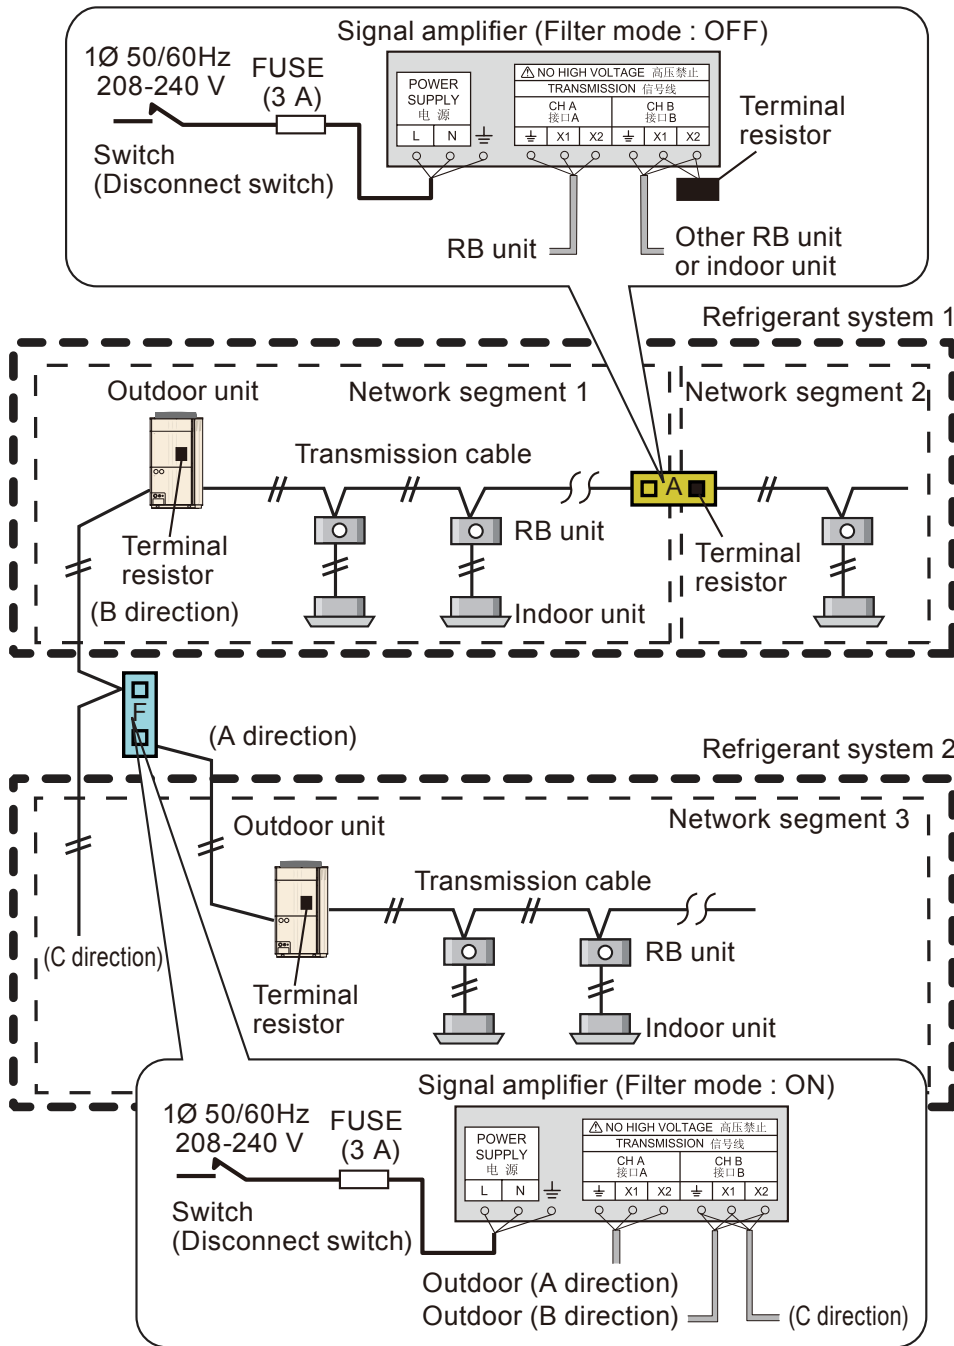 Signal amplifier (Filter mode : OFF)
1Ø 50/60Hz
208-240 V
FUSE
(3 A)
Switch
(Disconnect switch)
POWER
SUPPLY
电 源
L N
⚠ NO HIGH VOLTAGE 高压禁止
TRANSMISSION 信号线
CH A
接口A
CH B
接口B
X1 X2 X1 X2
Terminal
resistor
RB unit
Other RB unit
or indoor unit
Refrigerant system 1
Outdoor unit
Network segment 1
Network segment 2
Transmission cable
A
Terminal
resistor
(B direction)
RB unit
Indoor unit
Terminal
resistor
F
(A direction)
Refrigerant system 2
Outdoor unit
Network segment 3
Transmission cable
(C direction)
Terminal
resistor
RB unit
Indoor unit
Signal amplifier (Filter mode : ON)
1Ø 50/60Hz
208-240 V
FUSE
(3 A)
Switch
(Disconnect switch)
POWER
SUPPLY
电 源
L N
⚠ NO HIGH VOLTAGE 高压禁止
TRANSMISSION 信号线
CH A
接口A
CH B
接口B
X1 X2 X1 X2
Outdoor (A direction)
Outdoor (B direction)
(C direction)